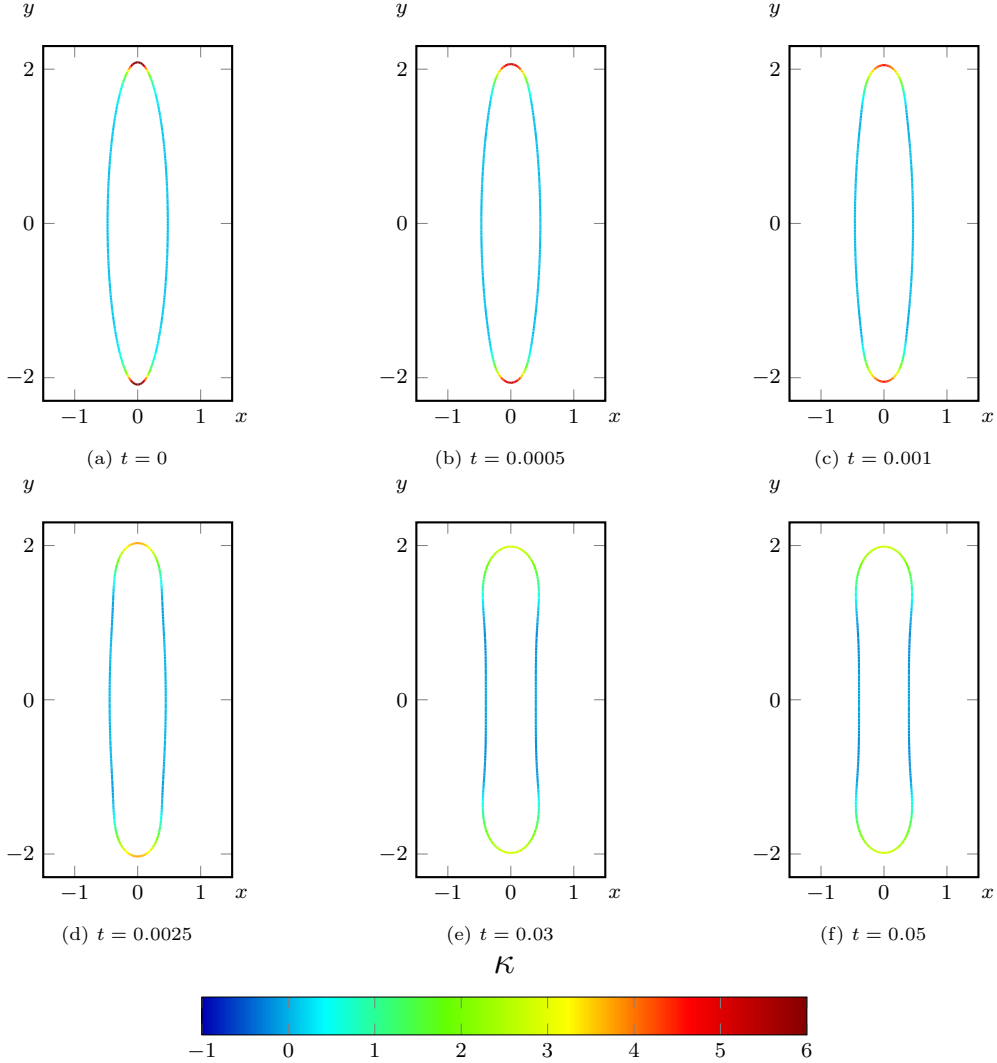 y y y
2 2 2
0 0 0
−2 −2 −2
−1 0 1 x −1 0 1 x −1 0 1 x
(a) t = 0 (b) t = 0.0005 (c) t = 0.001
y y y
2 2 2
0 0 0
−2 −2 −2
−1 0 1 x −1 0 1 x −1 0 1 x
(d) t = 0.0025 (e) t = 0.03 (f) t = 0.05
κ
−1 0 1 2 3 4 5 6